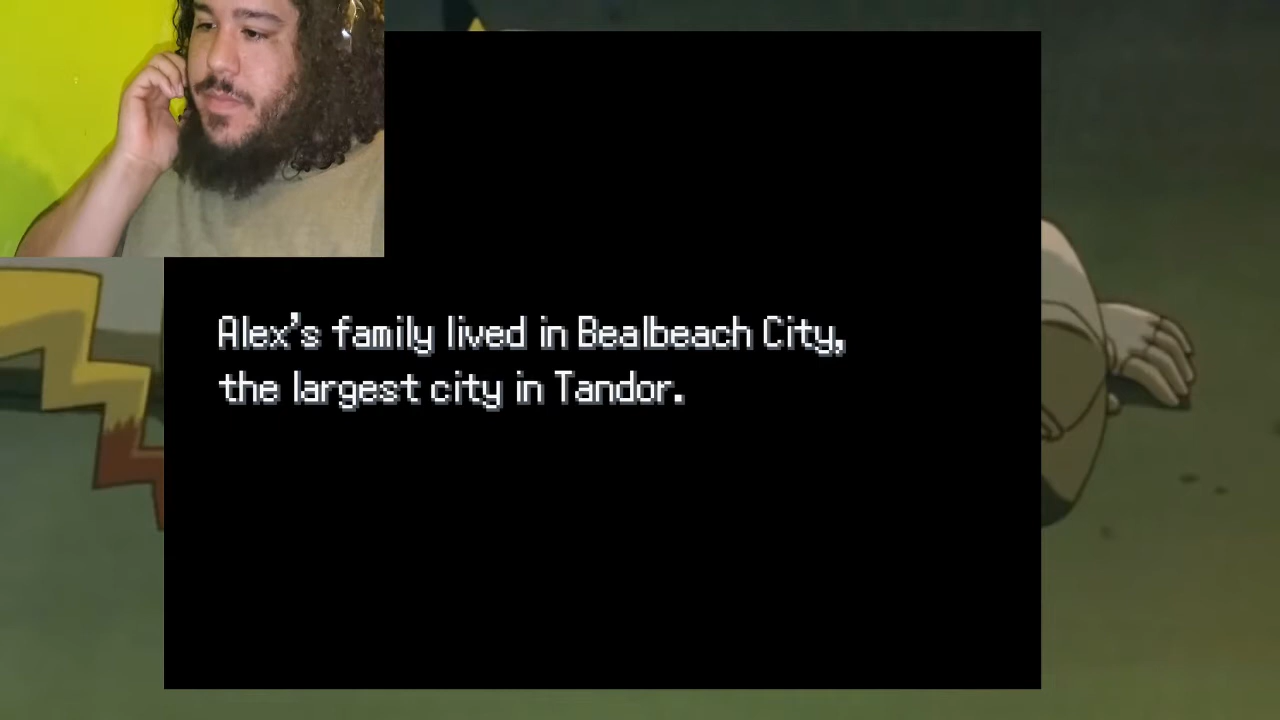 Alex's family lived in Bealbeach City,
the largest city in Tandor.